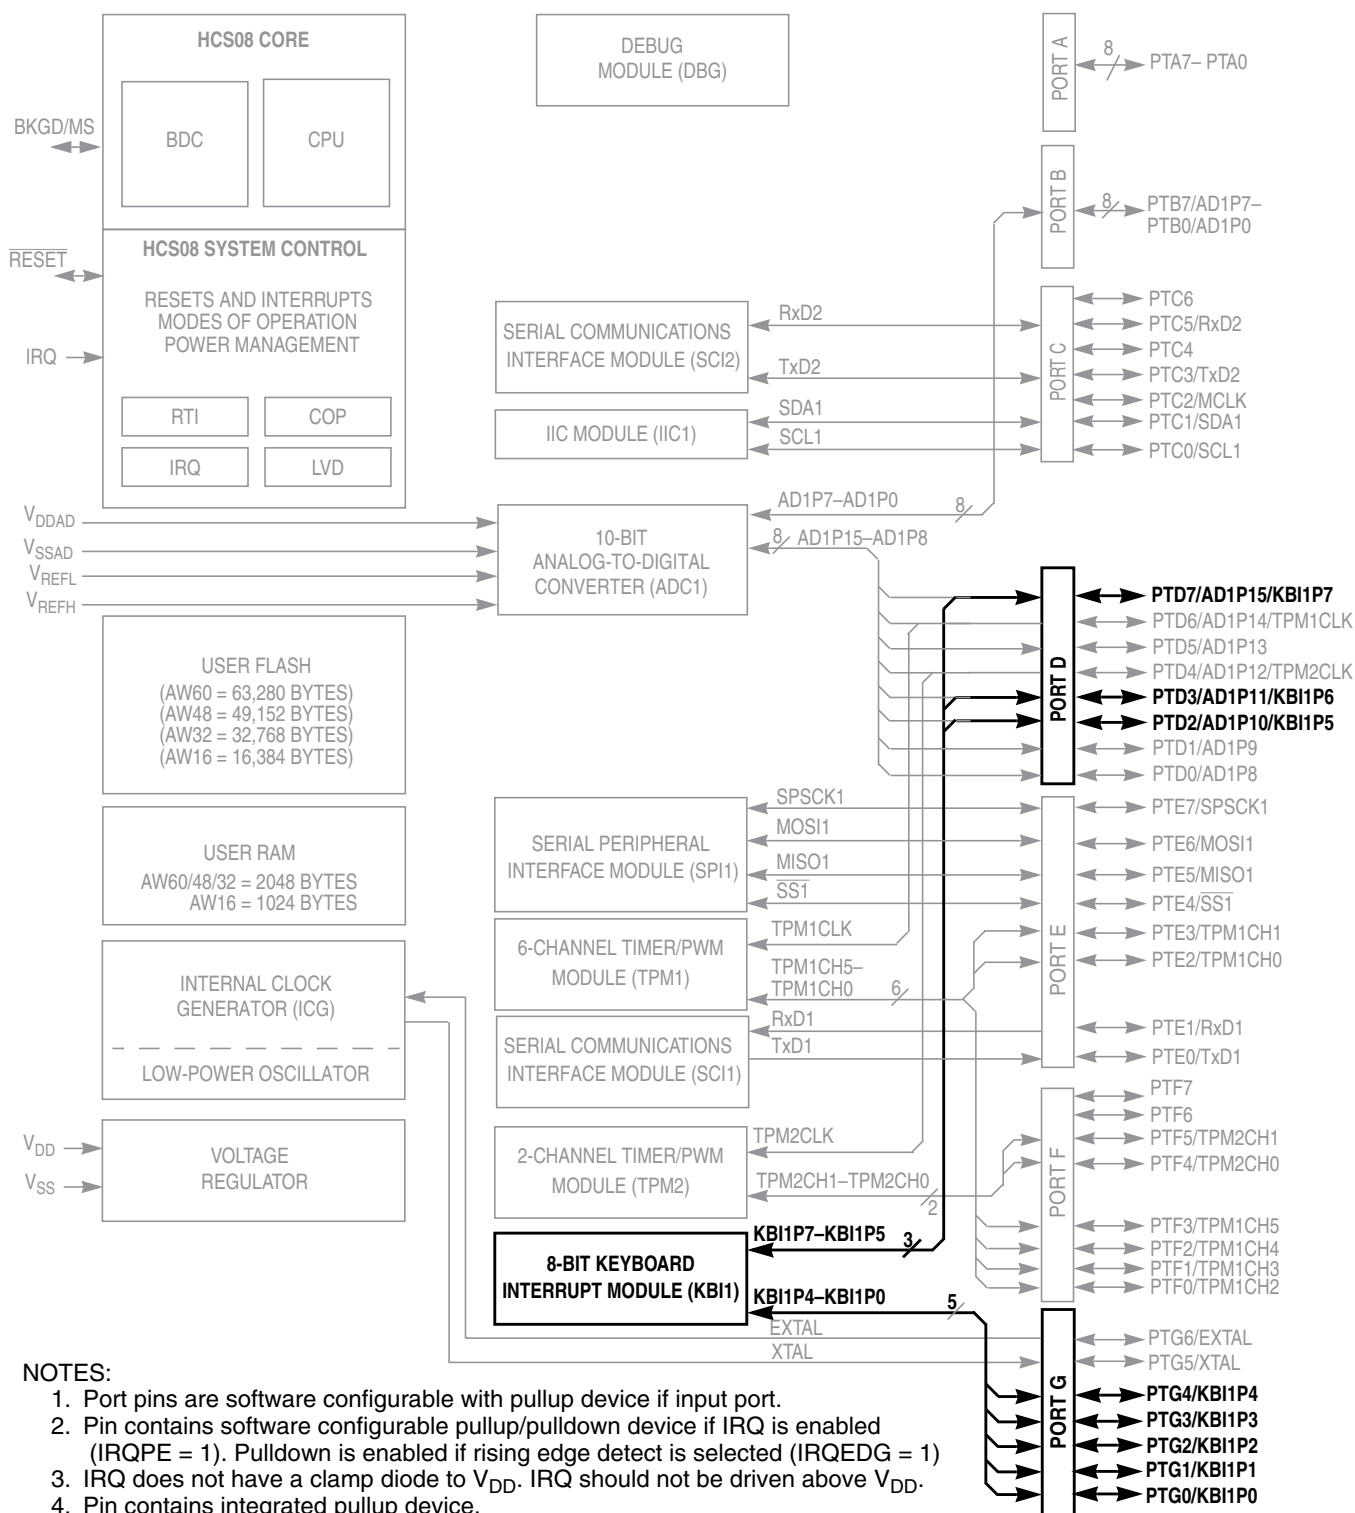 HCS08 CORE
BDC
CPU
BKGD/MS
HCS08 SYSTEM CONTROL
RESET
RESETS AND INTERRUPTS
MODES OF OPERATION
POWER MANAGEMENT
IRQ
RTI
COP
IRQ
LVD
VDDAD
VSSAD
VREFL
VREFH
USER FLASH
(AW60 = 63,280 BYTES)
(AW48 = 49,152 BYTES)
(AW32 = 32,768 BYTES)
(AW16 = 16,384 BYTES)
USER RAM
AW60/48/32 = 2048 BYTES
AW16 = 1024 BYTES
INTERNAL CLOCK
GENERATOR (ICG)
LOW-POWER OSCILLATOR
VDD
VSS
VOLTAGE
REGULATOR
DEBUG
MODULE (DBG)
SERIAL COMMUNICATIONS
INTERFACE MODULE (SCI2)
RxD2
TxD2
IIC MODULE (IIC1)
SDA1
SCL1
10-BIT
ANALOG-TO-DIGITAL
CONVERTER (ADC1)
AD1P7–AD1P0
8
8
AD1P15–AD1P8
SERIAL PERIPHERAL
INTERFACE MODULE (SPI1)
SPSCK1
MOSI1
MISO1
SS1
6-CHANNEL TIMER/PWM
MODULE (TPM1)
TPM1CLK
TPM1CH5–
TPM1CH0
6
SERIAL COMMUNICATIONS
INTERFACE MODULE (SCI1)
RxD1
TxD1
2-CHANNEL TIMER/PWM
MODULE (TPM2)
TPM2CLK
TPM2CH1–TPM2CH0
2
8-BIT KEYBOARD
INTERRUPT MODULE (KBI1)
KBI1P7–KBI1P5
3
KBI1P4–KBI1P0
5
EXTAL
XTAL
PORT A
8
PTA7– PTA0
PORT B
8
PTB7/AD1P7–
PTB0/AD1P0
PORT C
PTC6
PTC5/RxD2
PTC4
PTC3/TxD2
PTC2/MCLK
PTC1/SDA1
PTC0/SCL1
PORT D
PTD7/AD1P15/KBI1P7
PTD6/AD1P14/TPM1CLK
PTD5/AD1P13
PTD4/AD1P12/TPM2CLK
PTD3/AD1P11/KBI1P6
PTD2/AD1P10/KBI1P5
PTD1/AD1P9
PTD0/AD1P8
PORT E
PTE7/SPSCK1
PTE6/MOSI1
PTE5/MISO1
PTE4/SS1
PTE3/TPM1CH1
PTE2/TPM1CH0
PTE1/RxD1
PTE0/TxD1
PORT F
PTF7
PTF6
PTF5/TPM2CH1
PTF4/TPM2CH0
PTF3/TPM1CH5
PTF2/TPM1CH4
PTF1/TPM1CH3
PTF0/TPM1CH2
PORT G
PTG6/EXTAL
PTG5/XTAL
PTG4/KBI1P4
PTG3/KBI1P3
PTG2/KBI1P2
PTG1/KBI1P1
PTG0/KBI1P0
NOTES:
1. Port pins are software configurable with pullup device if input port.
2. Pin contains software configurable pullup/pulldown device if IRQ is enabled
(IRQPE = 1). Pulldown is enabled if rising edge detect is selected (IRQEDG = 1)
3. IRQ does not have a clamp diode to VDD. IRQ should not be driven above VDD.
4. Pin contains integrated pullup device.